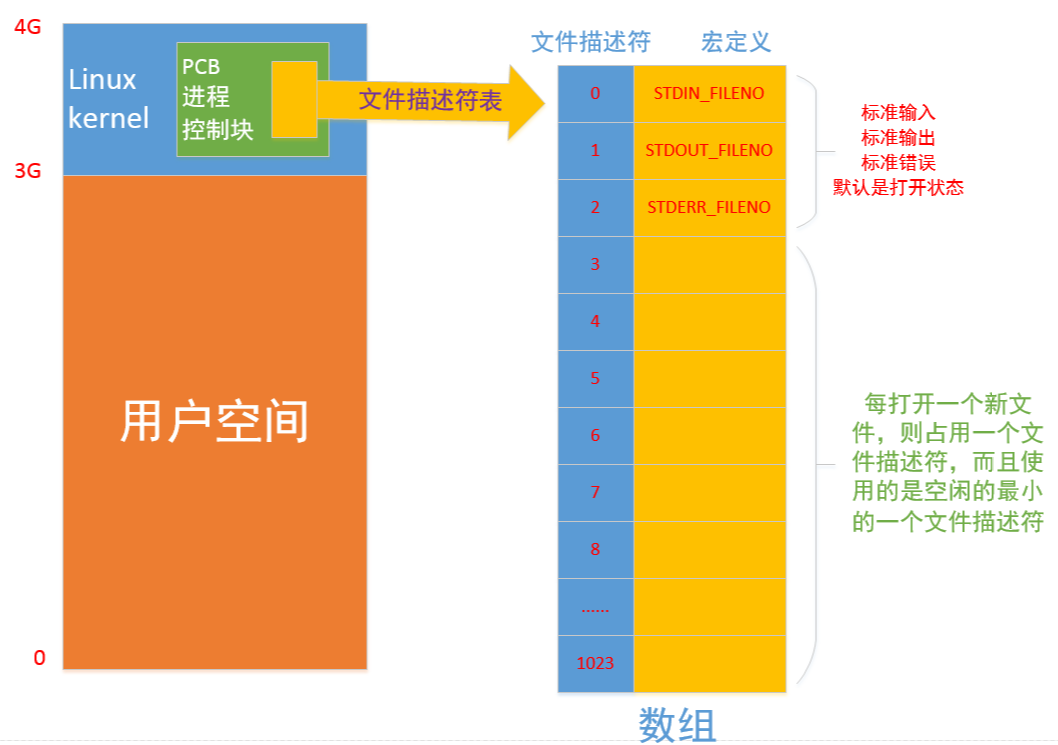 4G
Linux
kernel
PCB
进程
控制块
文件描述符表
3G
用户空间
0
文件描述符 宏定义
0 STDIN_FILENO
1 STDOUT_FILENO
2 STDERR_FILENO
3
4
5
6
7
8
......
1023
数组
标准输入
标准输出
标准错误
默认是打开状态
每打开一个新文
件，则占用一个文
件描述符，而且使
用的是空闲的最小
的一个文件描述符